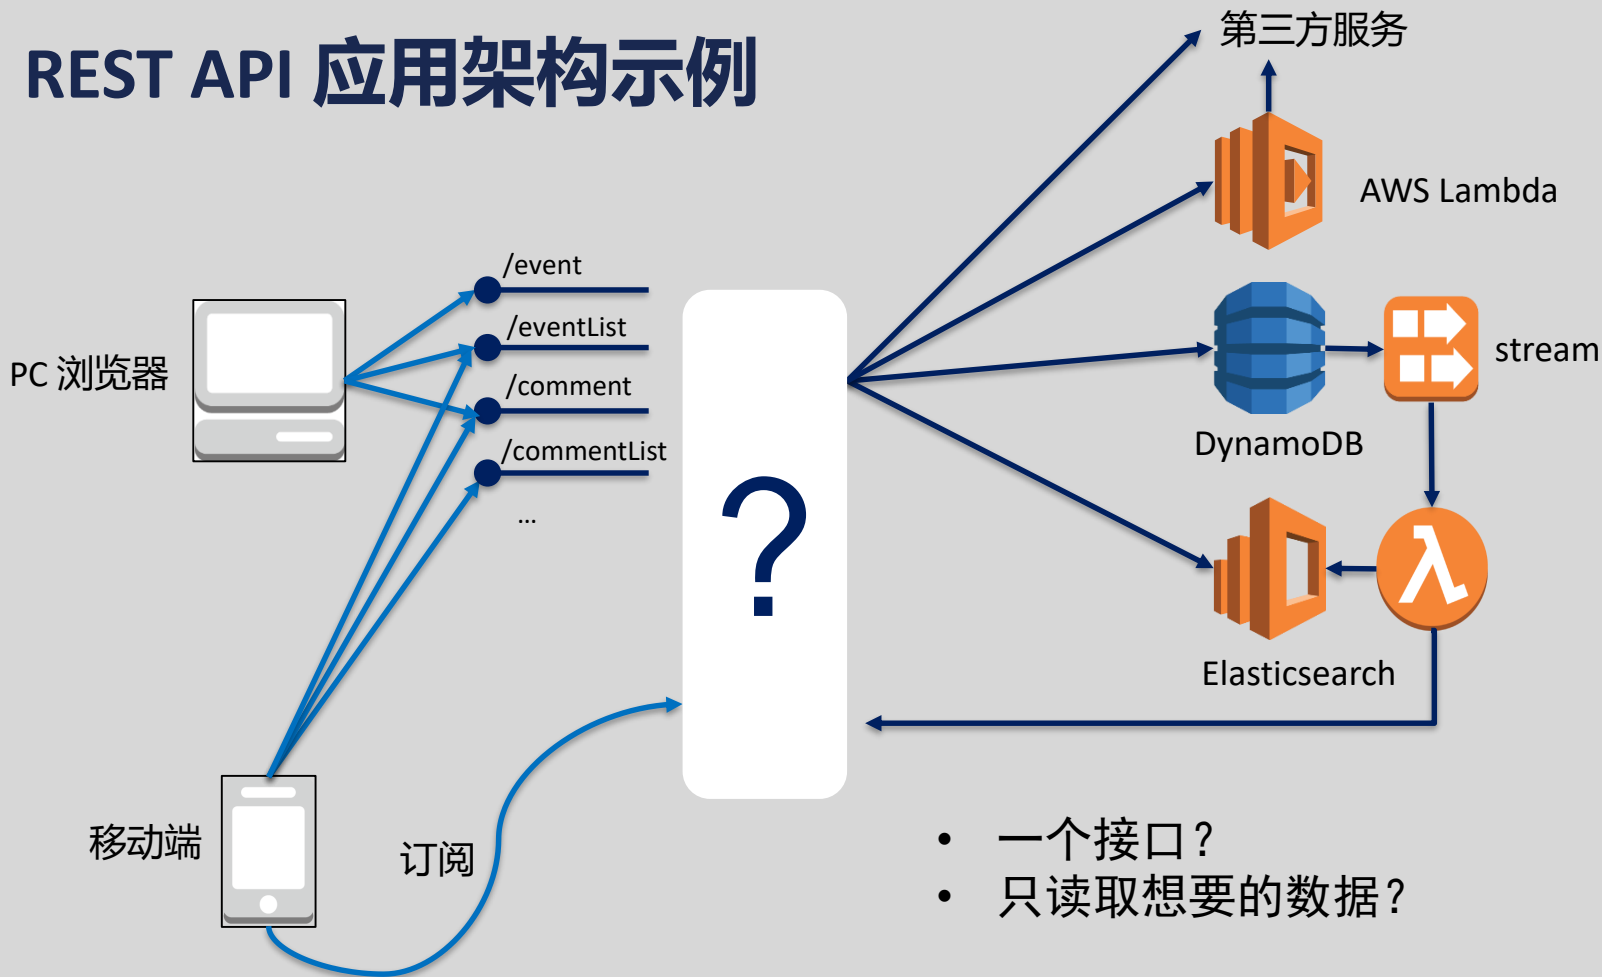 REST API 应用架构示例
第三方服务
AWS Lambda
/event
/eventList
PC 浏览器
stream
/comment
/commentList
DynamoDB
...
?
λ
Elasticsearch
移动端
订阅
• 一个接口？
• 只读取想要的数据？